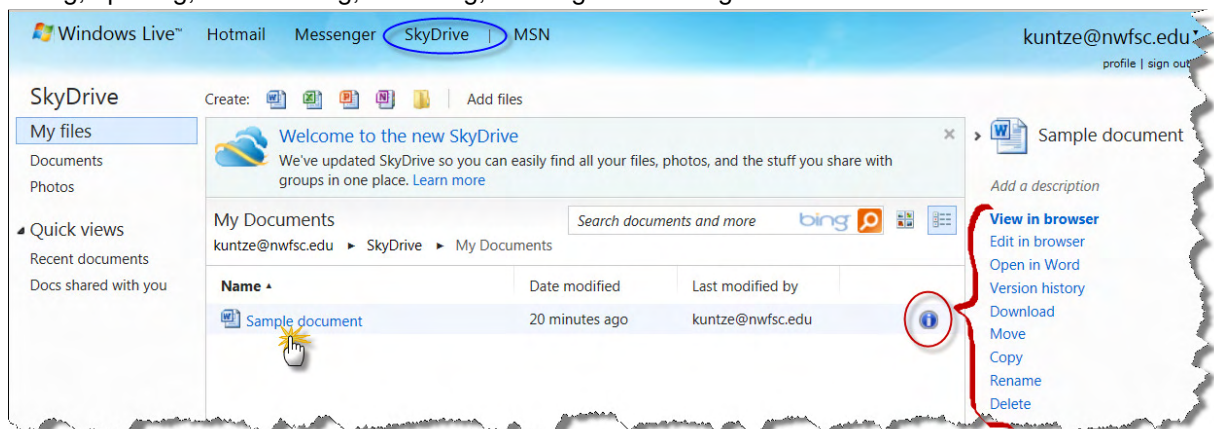 Windows Live™ Hotmail Messenger SkyDrive | MSN kuntze@nwfsc.edu
profile | sign out
SkyDrive
Create: Add files
My files
Documents
Photos
Quick views
Recent documents
Docs shared with you
Welcome to the new SkyDrive
We've updated SkyDrive so you can easily find all your files, photos, and the stuff you share with
groups in one place. Learn more
My Documents
Search documents and more bing
kuntze@nwfsc.edu ► SkyDrive ► My Documents
Name Date modified Last modified by
Sample document 20 minutes ago kuntze@nwfsc.edu
Sample document
Add a description
View in browser
Edit in browser
Open in Word
Version history
Download
Move
Copy
Rename
Delete